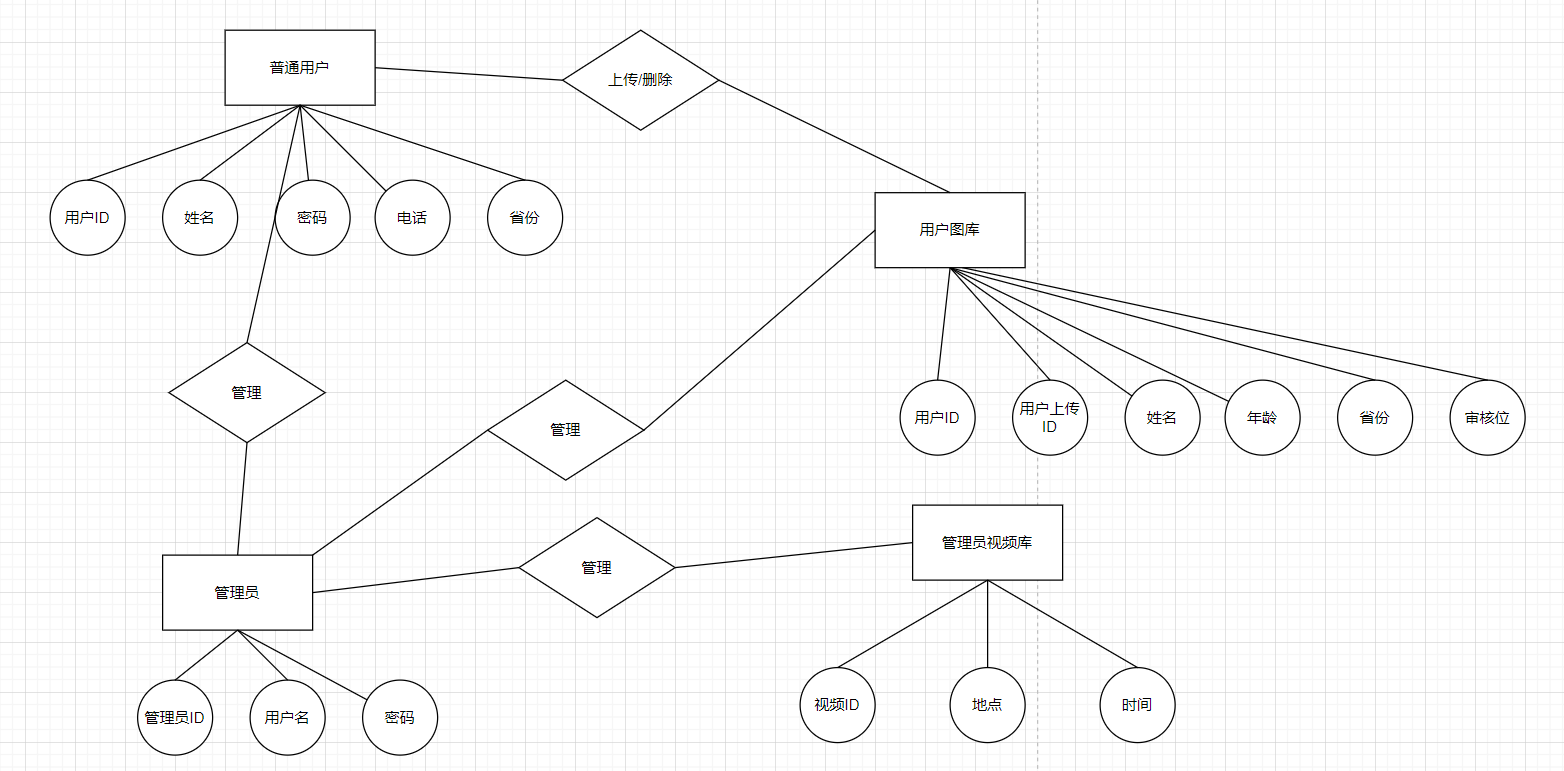 普通用户
上传/删除
用户ID
姓名
密码
电话
省份
用户图库
管理
管理
用户ID
用户上传
ID
姓名
年龄
省份
审核位
管理员视频库
管理
管理员
视频ID
地点
时间
管理员ID
用户名
密码